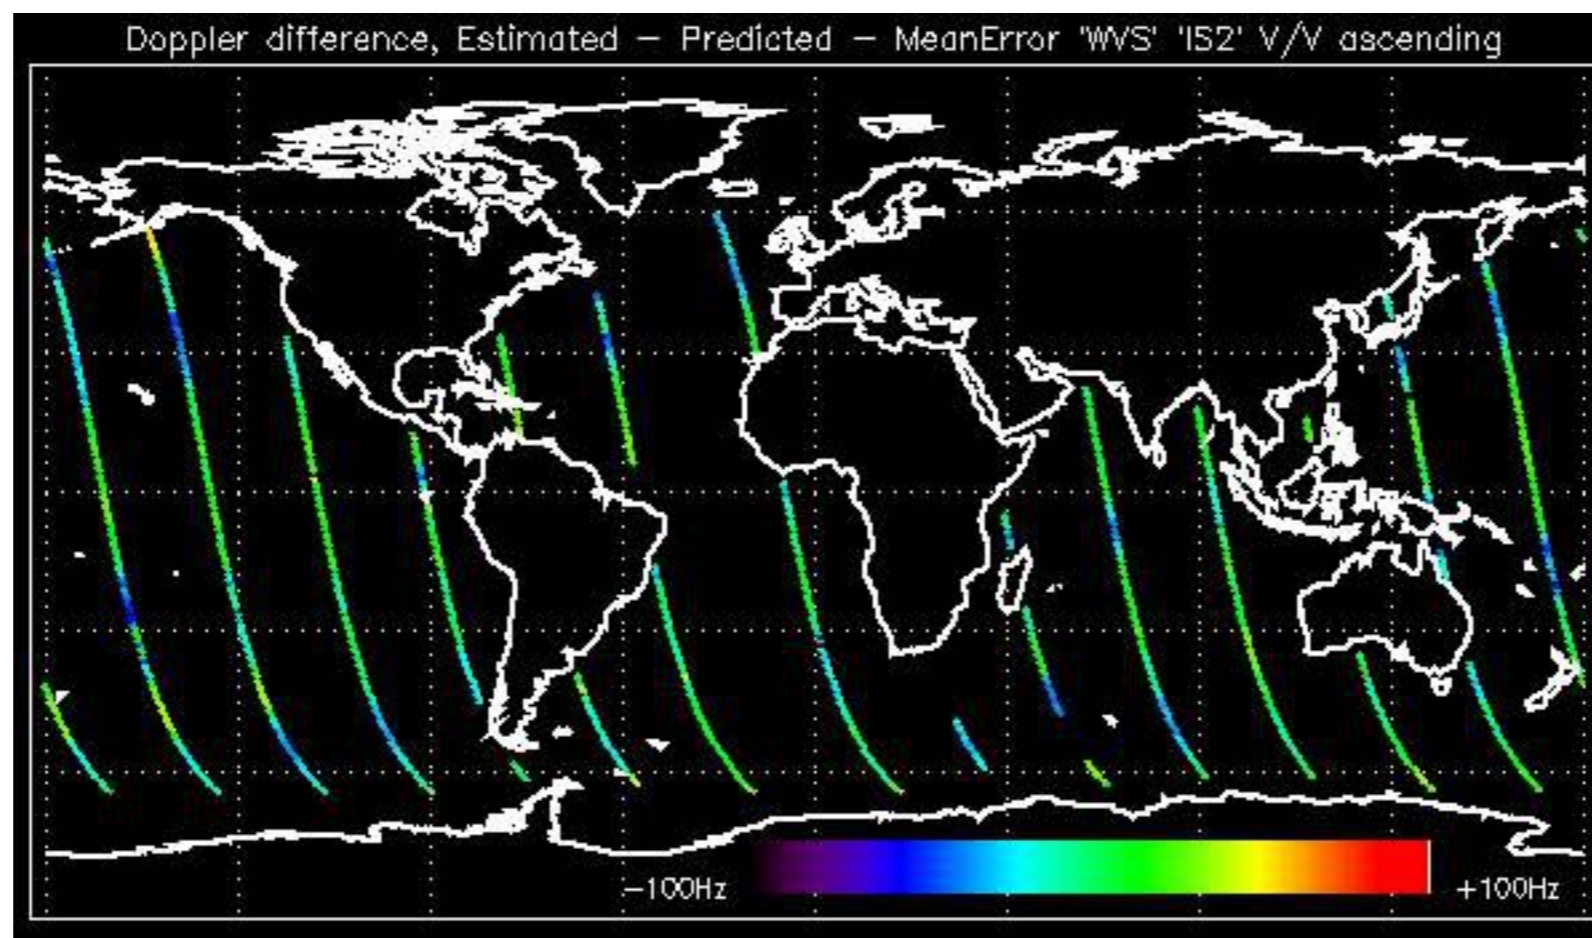 Doppler difference, Estimated – Predicted – MeanError 'WVS' 'IS2' V/V ascending
–100Hz +100Hz